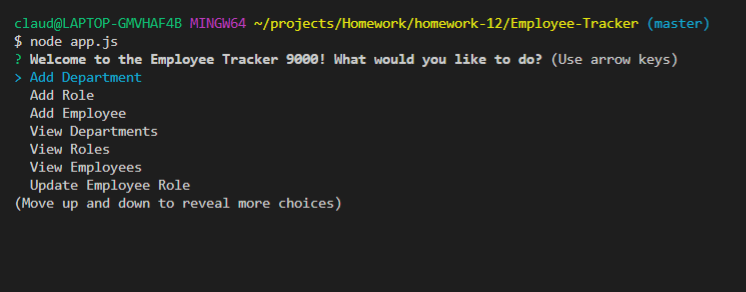 claud@LAPTOP-GMVHAF4B MINGW64 ~/projects/Homework/homework-12/Employee-Tracker (master)
$ node app.js
? Welcome to the Employee Tracker 9000! What would you like to do? (Use arrow keys)
> Add Department
Add Role
Add Employee
View Departments
View Roles
View Employees
Update Employee Role
(Move up and down to reveal more choices)